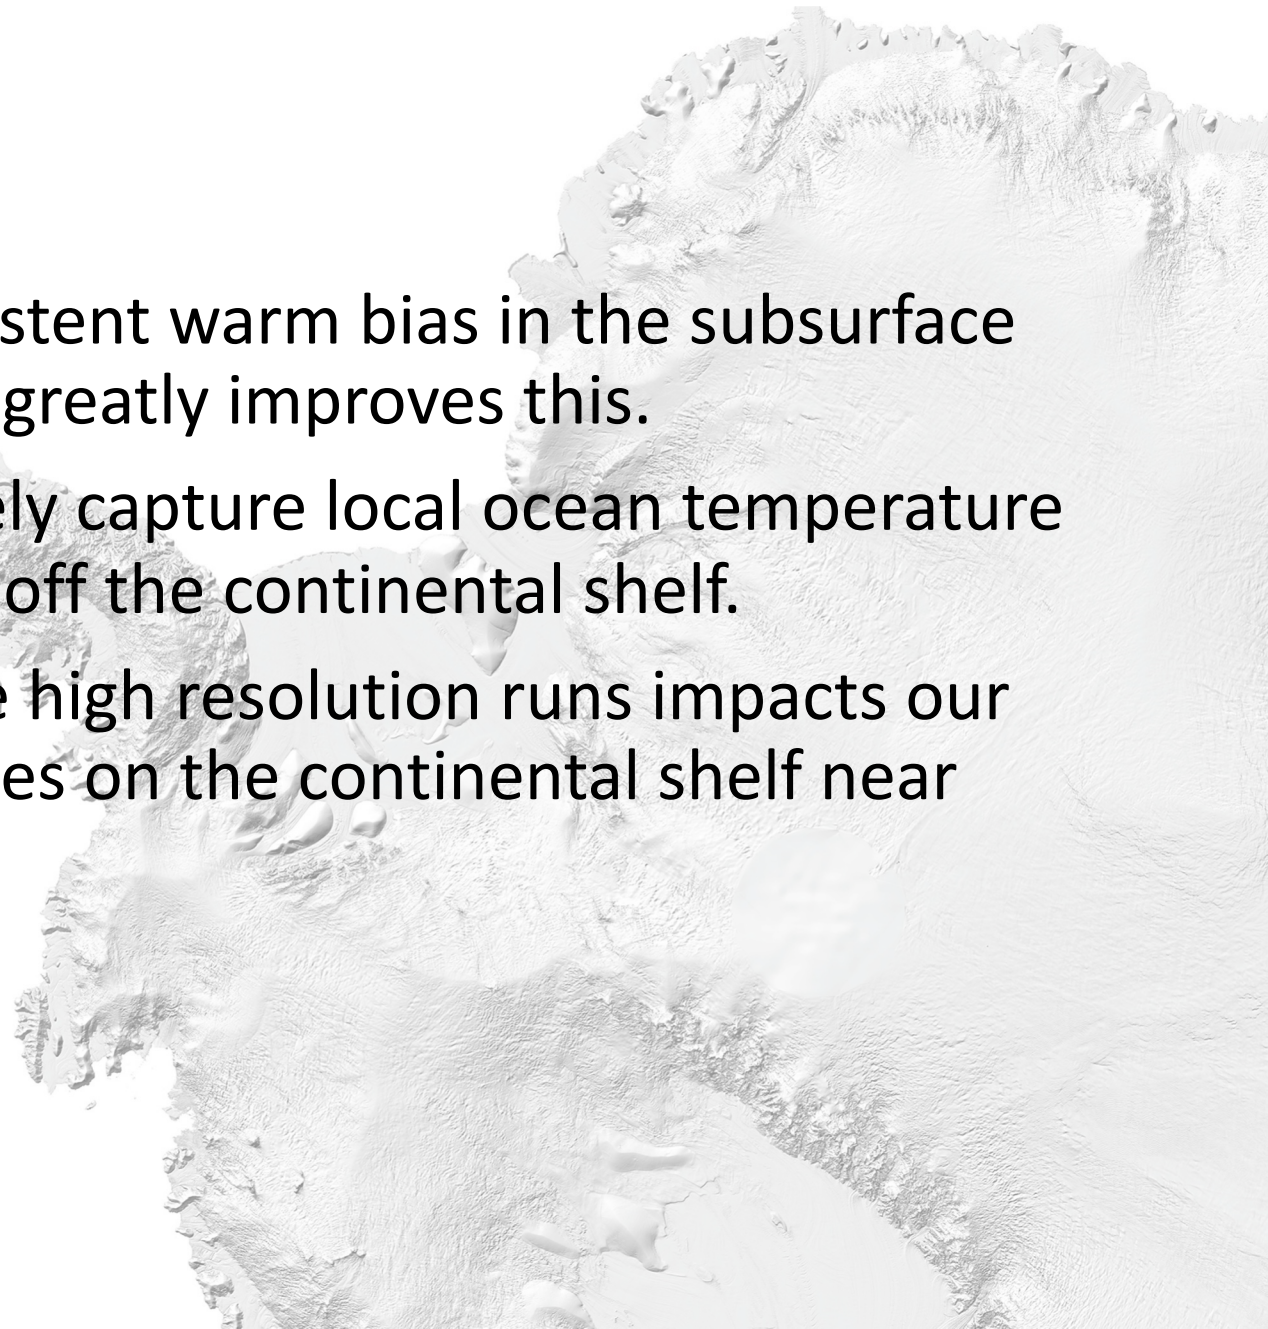 stent warm bias in the subsurface
greatly improves this.
ely capture local ocean temperature
off the continental shelf.
e high resolution runs impacts our
es on the continental shelf near